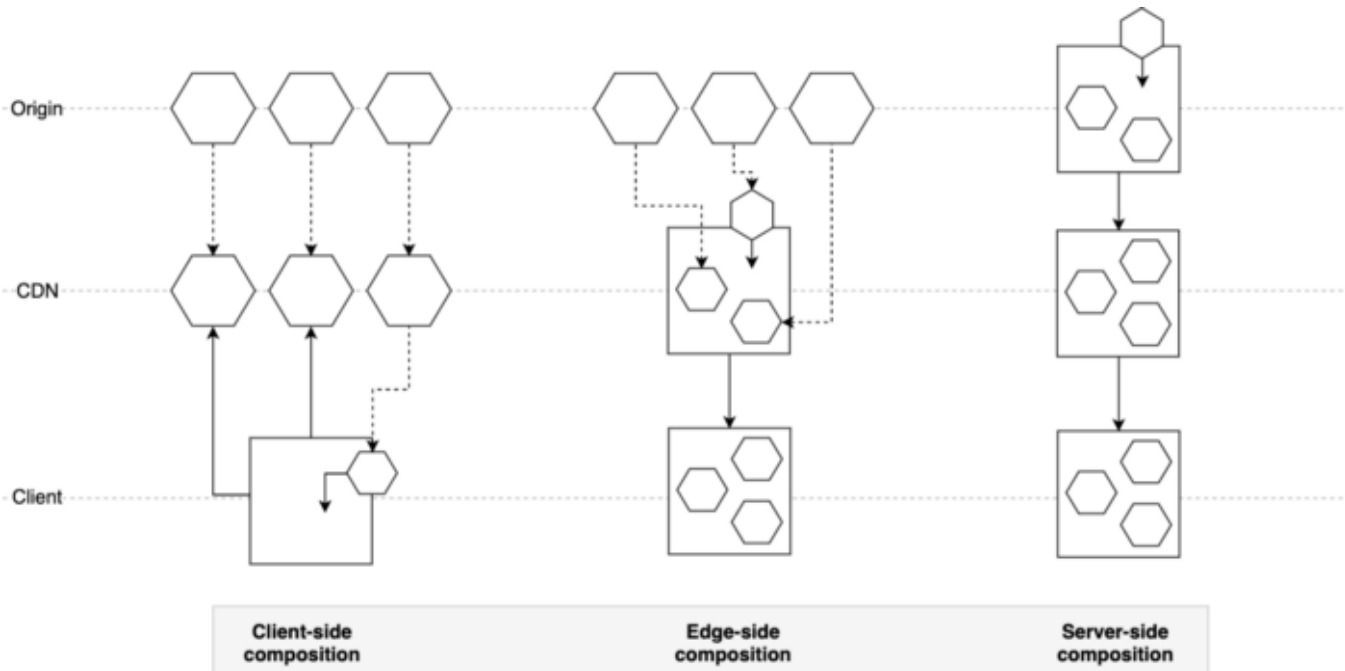 Origin
CDN
Client
Client-side
composition
Edge-side
composition
Server-side
composition